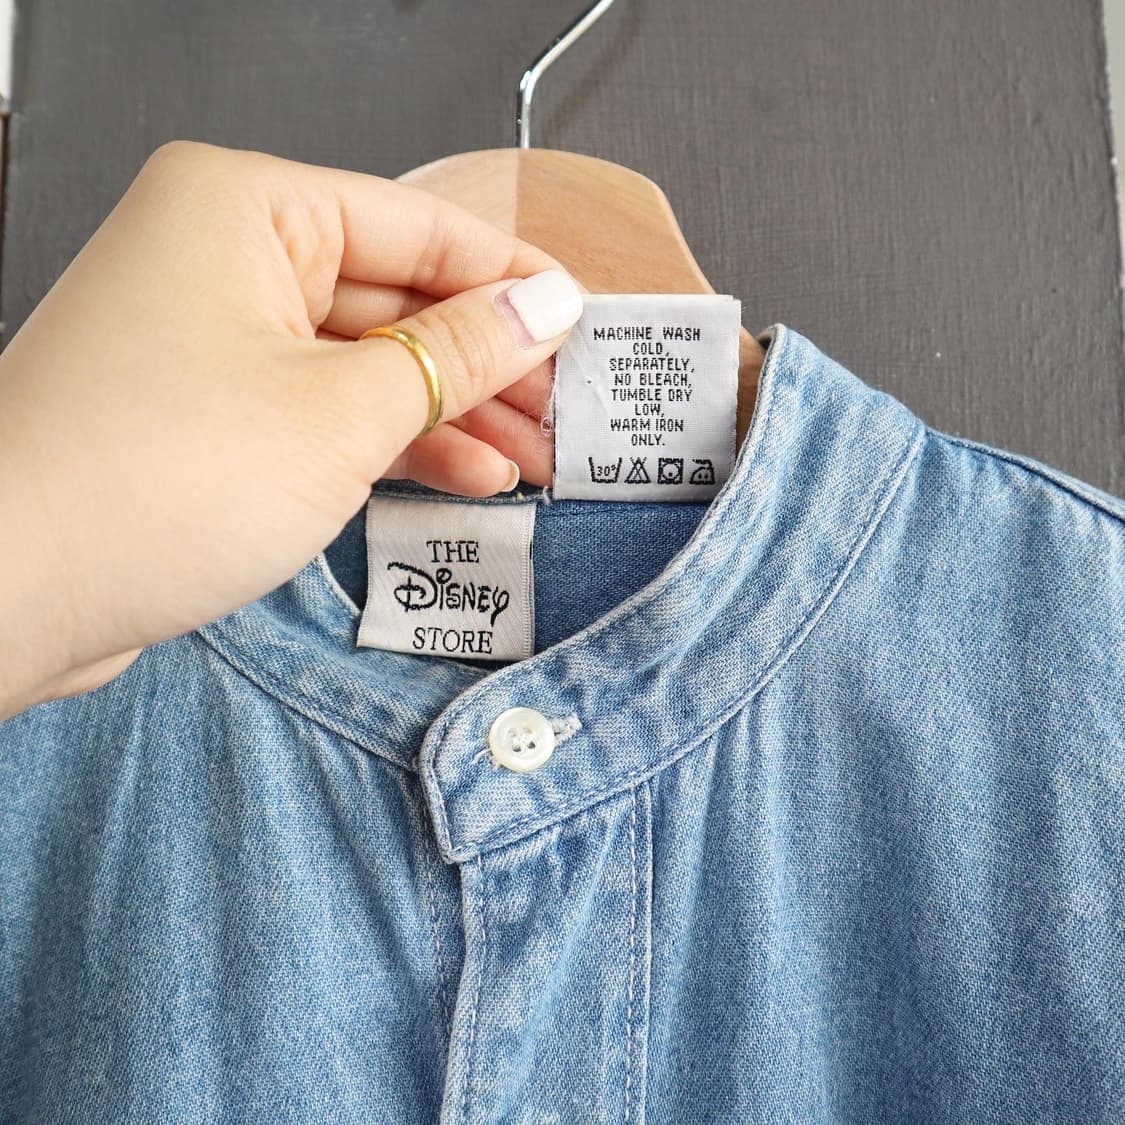 MACHINE WASH
COLD,
SEPARATELY,
NO BLEACH,
TUMBLE DRY
LOW,
WARM IRON
ONLY.
30°
THE
DISNEY
STORE